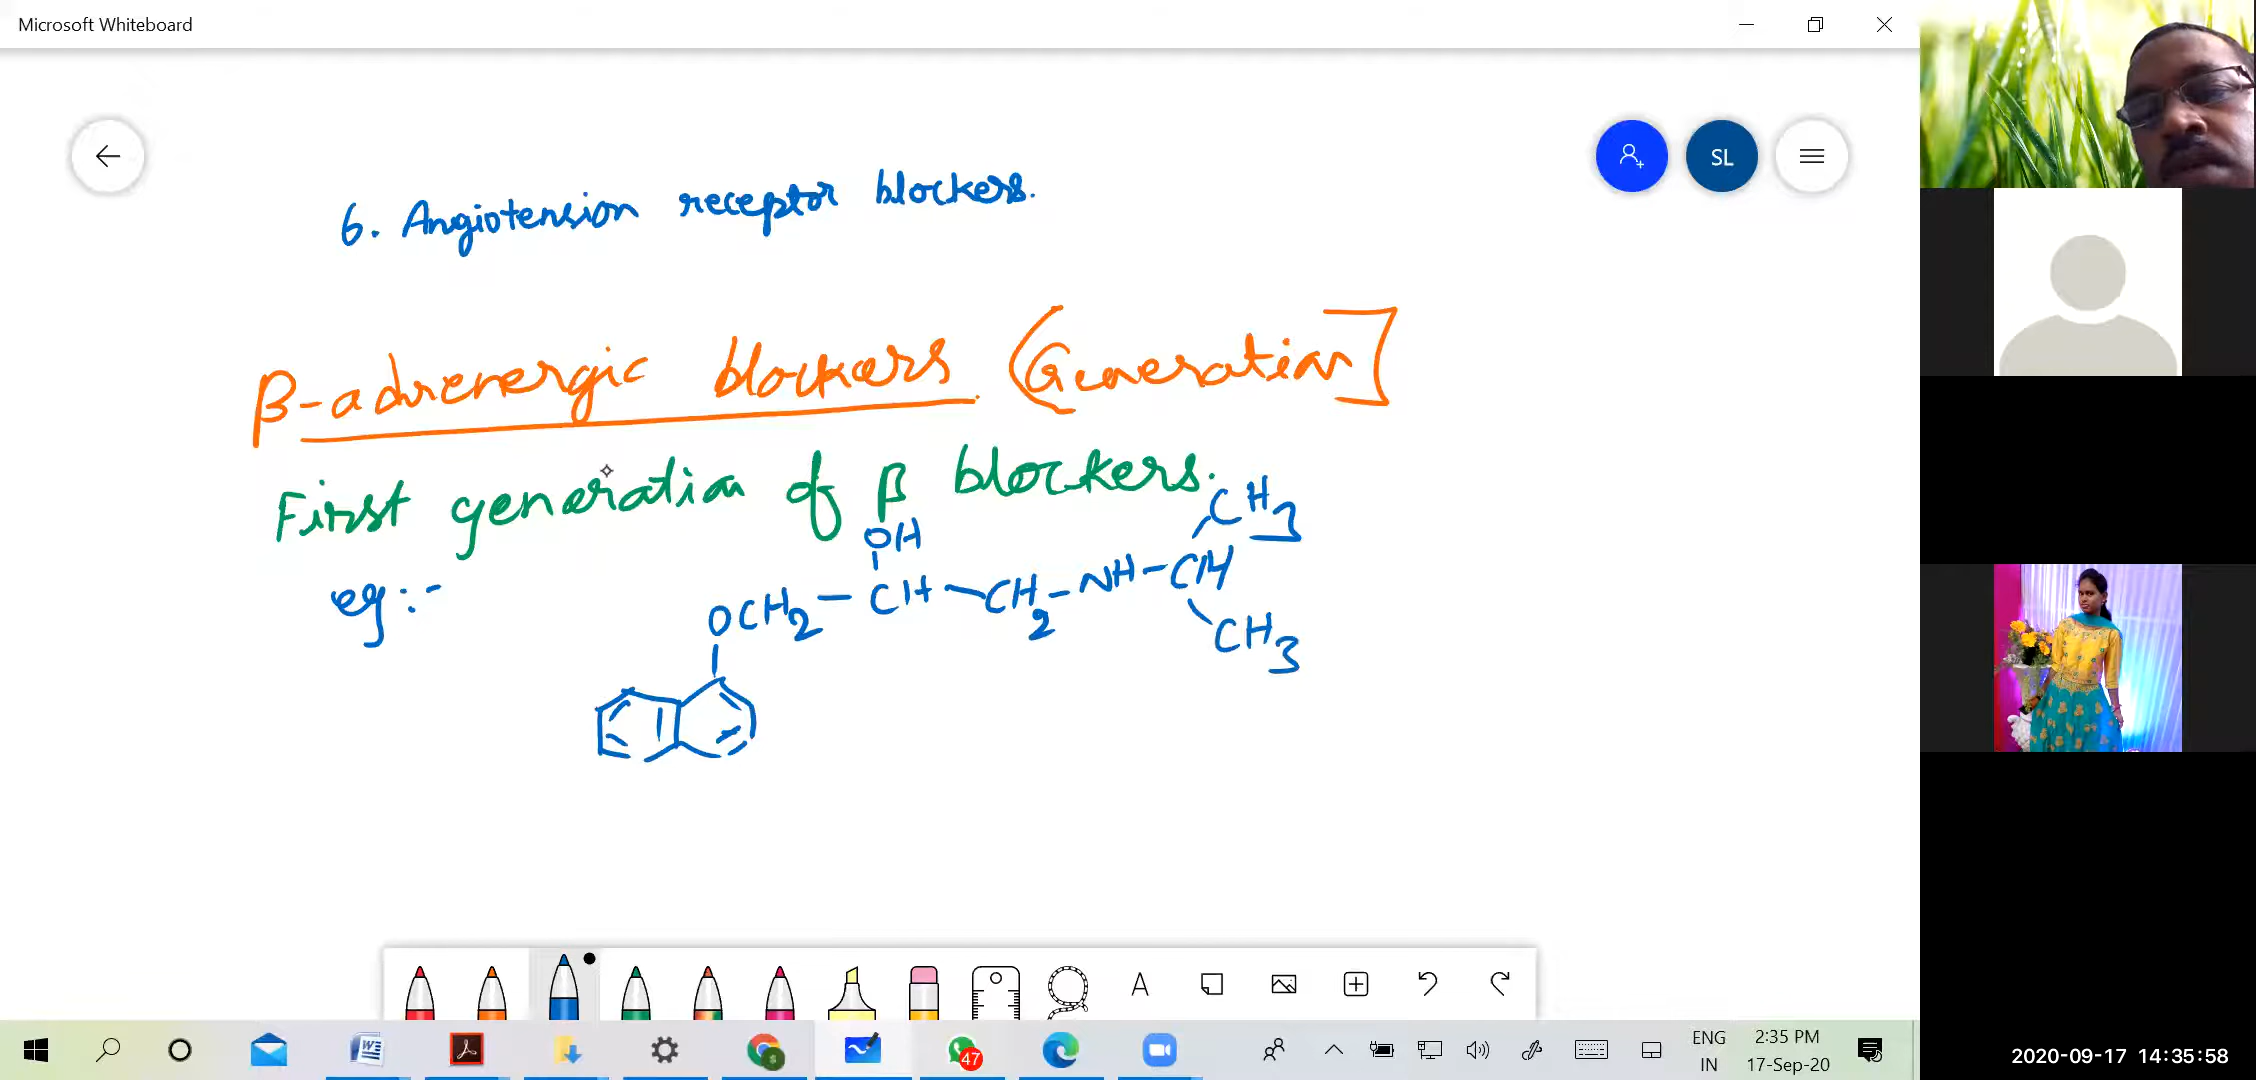 Microsoft Whiteboard
SL
6. Angiotension receptor blockers.
β-adrenergic blockers (Generation]
First generation of β blockers.
eg:-
OH
CH3
OCH2 — CH — CH2 - NH - CH
CH3
A
W
S
47
ENG
IN
2:35 PM
17-Sep-20
2020-09-17 14:35:58